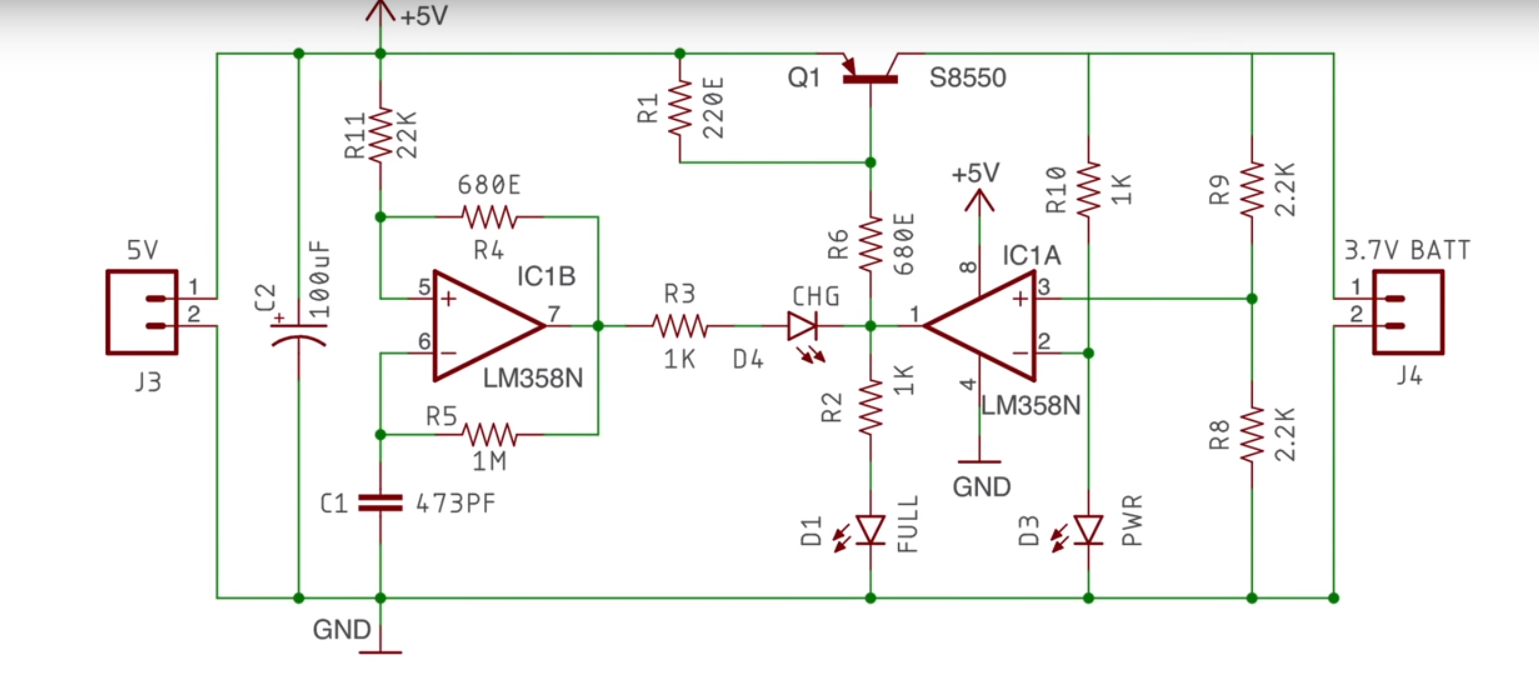 +5V
Q1
S8550
R1
220E
R11
22K
680E
R4
+5V
R10
1K
R9
2.2K
5V
1
2
J3
C2
+
100uF
IC1B
5
+
7
6
-
LM358N
R3
1K
CHG
D4
R6
680E
IC1A
8
3
+
1
2
-
4
LM358N
GND
3.7V BATT
1
2
J4
R5
1M
R2
1K
R8
2.2K
C1
473PF
D1
FULL
D3
PWR
GND